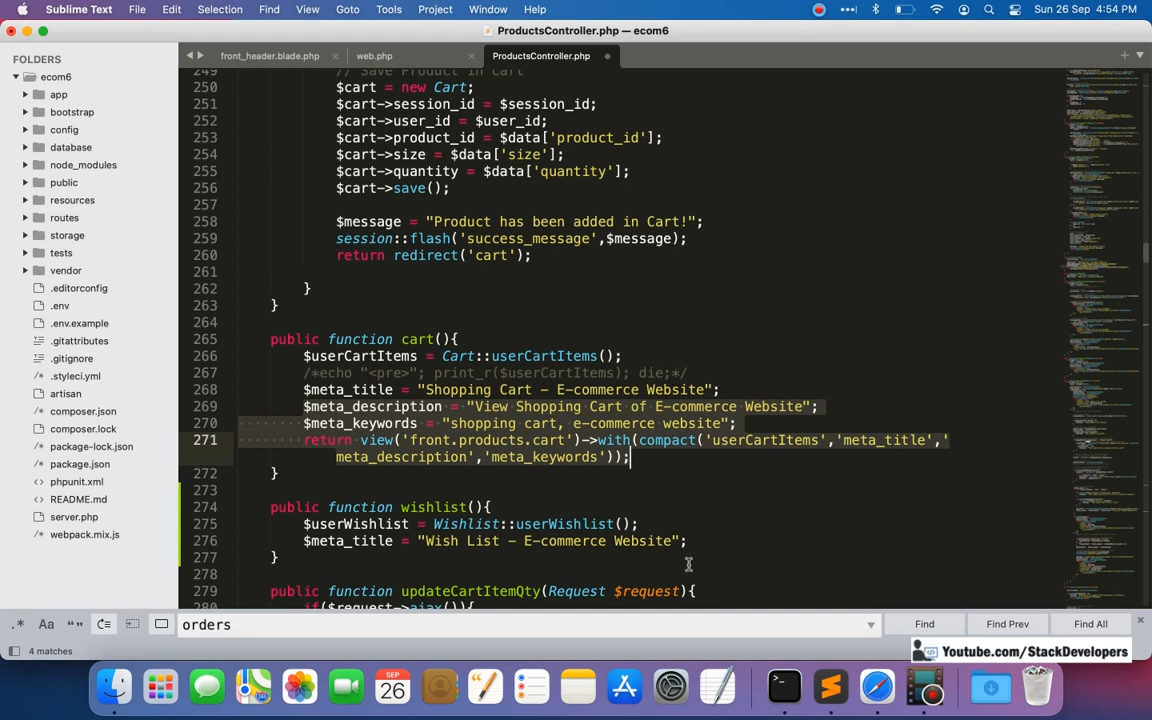 Sublime Text File Edit Selection Find View Goto Tools Project Window Help Sun 26 Sep 4:54 PM
ProductsController.php — ecom6
FOLDERS
ecom6
app
bootstrap
config
database
node_modules
public
resources
routes
storage
tests
vendor
.editorconfig
.env
.env.example
.gitattributes
.gitignore
.styleci.yml
artisan
composer.json
composer.lock
package-lock.json
package.json
phpunit.xml
README.md
server.php
webpack.mix.js
front_header.blade.php web.php ProductsController.php
249 // Save Product in Cart
250 $cart = new Cart;
251 $cart->session_id = $session_id;
252 $cart->user_id = $user_id;
253 $cart->product_id = $data['product_id'];
254 $cart->size = $data['size'];
255 $cart->quantity = $data['quantity'];
256 $cart->save();
257
258 $message = "Product has been added in Cart!";
259 session::flash('success_message',$message);
260 return redirect('cart');
261
262 }
263 }
264
265 public function cart(){
266 $userCartItems = Cart::userCartItems();
267 /*echo "<pre>"; print_r($userCartItems); die;*/
268 $meta_title = "Shopping Cart - E-commerce Website";
269 $meta_description = "View Shopping Cart of E-commerce Website";
270 $meta_keywords = "shopping cart, e-commerce website";
271 return view('front.products.cart')->with(compact('userCartItems','meta_title','
meta_description','meta_keywords'));
272 }
273
274 public function wishlist(){
275 $userWishlist = Wishlist::userWishlist();
276 $meta_title = "Wish List - E-commerce Website";
277 }
278
279 public function updateCartItemQty(Request $request){
280 if($request->ajax()){
.* Aa “” orders Find Find Prev Find All
4 matches
Youtube.com/StackDevelopers
SEP
26